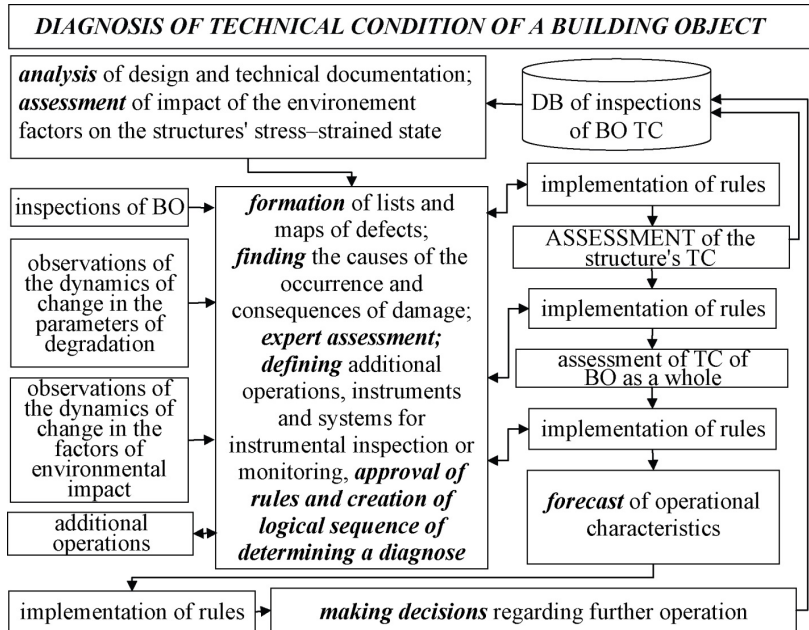 DIAGNOSIS OF TECHNICAL CONDITION OF A BUILDING OBJECT
analysis of design and technical documentation;
assessment of impact of the environement
factors on the structures' stress–strained state
DB of inspections
of BO TC
inspections of BO
observations of
the dynamics of
change in the
parameters of
degradation
observations of
the dynamics of
change in the
factors of
environmental
impact
additional
operations
formation of lists and
maps of defects;
finding the causes of the
occurrence and
consequences of damage;
expert assessment;
defining additional
operations, instruments
and systems for
instrumental inspection or
monitoring, approval of
rules and creation of
logical sequence of
determining a diagnose
implementation of rules
ASSESSMENT of the
structure's TC
implementation of rules
assessment of TC of
BO as a whole
implementation of rules
forecast of operational
characteristics
implementation of rules
making decisions regarding further operation